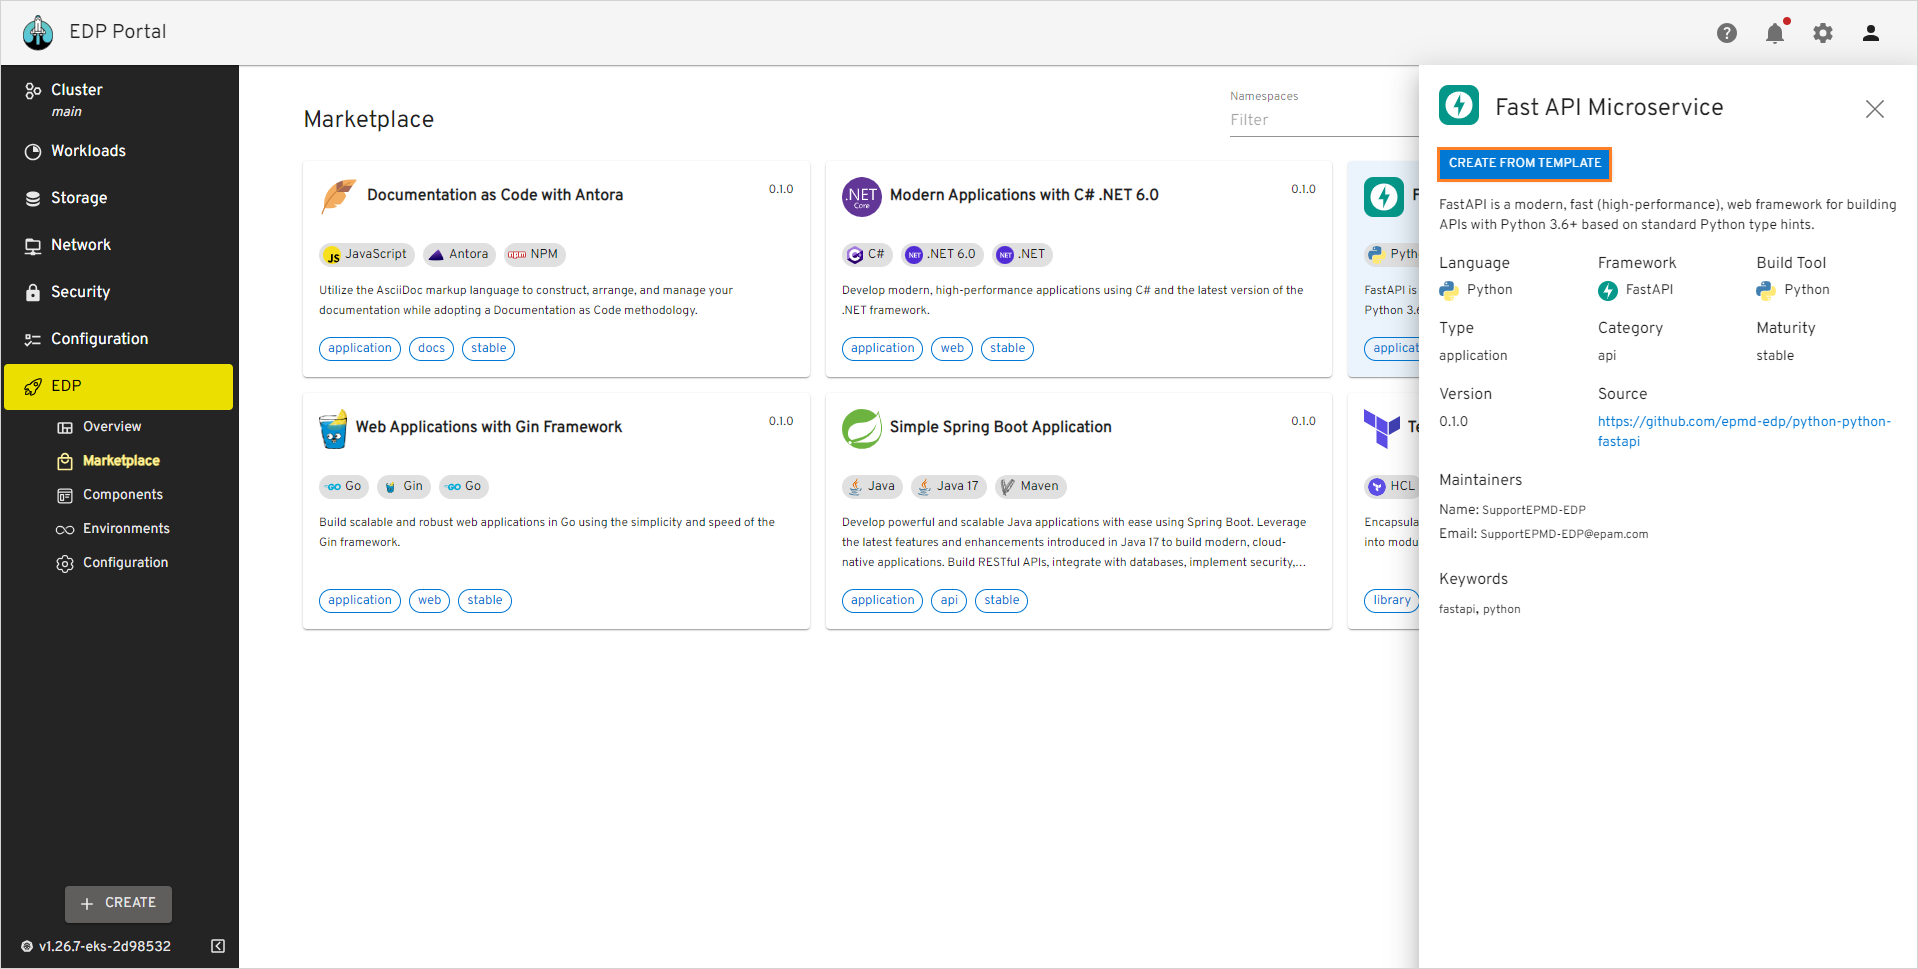 EDP Portal
Cluster
main
Workloads
Storage
Network
Security
Configuration
EDP
Overview
Marketplace
Components
Environments
Configuration
CREATE
v1.26.7-eks-2d98532
Marketplace
Namespaces
Filter
Documentation as Code with Antora
0.1.0
JS JavaScript
Antora
npm NPM
Utilize the AsciiDoc markup language to construct, arrange, and manage your
documentation while adopting a Documentation as Code methodology.
application
docs
stable
.NET
Core
Modern Applications with C# .NET 6.0
0.1.0
C#
NET .NET 6.0
NET .NET
Develop modern, high-performance applications using C# and the latest version of the
.NET framework.
application
web
stable
F
Pyth
FastAPI is
Python 3.6
applicat
Web Applications with Gin Framework
0.1.0
GO Go
Gin
GO Go
Build scalable and robust web applications in Go using the simplicity and speed of the
Gin framework.
application
web
stable
Simple Spring Boot Application
0.1.0
Java
Java 17
Maven
Develop powerful and scalable Java applications with ease using Spring Boot. Leverage
the latest features and enhancements introduced in Java 17 to build modern, cloud-
native applications. Build RESTful APIs, integrate with databases, implement security,...
application
api
stable
Te
HCL
Encapsula
into modu
library
Fast API Microservice
CREATE FROM TEMPLATE
FastAPI is a modern, fast (high-performance), web framework for building
APIs with Python 3.6+ based on standard Python type hints.
Language
Python
Framework
FastAPI
Build Tool
Python
Type
application
Category
api
Maturity
stable
Version
0.1.0
Source
https://github.com/epmd-edp/python-python-
fastapi
Maintainers
Name: SupportEPMD-EDP
Email: SupportEPMD-EDP@epam.com
Keywords
fastapi, python